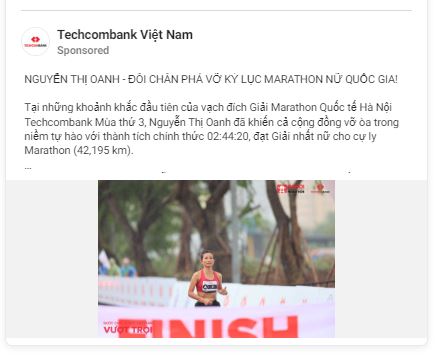 Techcombank Việt Nam
Sponsored
NGUYỄN THỊ OANH - ĐÔI CHÂN PHÁ VỠ KỶ LỤC MARATHON NỮ QUỐC GIA!
Tại những khoảnh khắc đầu tiên của vạch đích Giải Marathon Quốc tế Hà Nội
Techcombank Mùa thứ 3, Nguyễn Thị Oanh đã khiến cả cộng đồng vỡ òa trong
niềm tự hào với thành tích chính thức 02:44:20, đạt Giải nhất nữ cho cự ly
Marathon (42,195 km).
...
VƯỢT TRỘI
FINISH